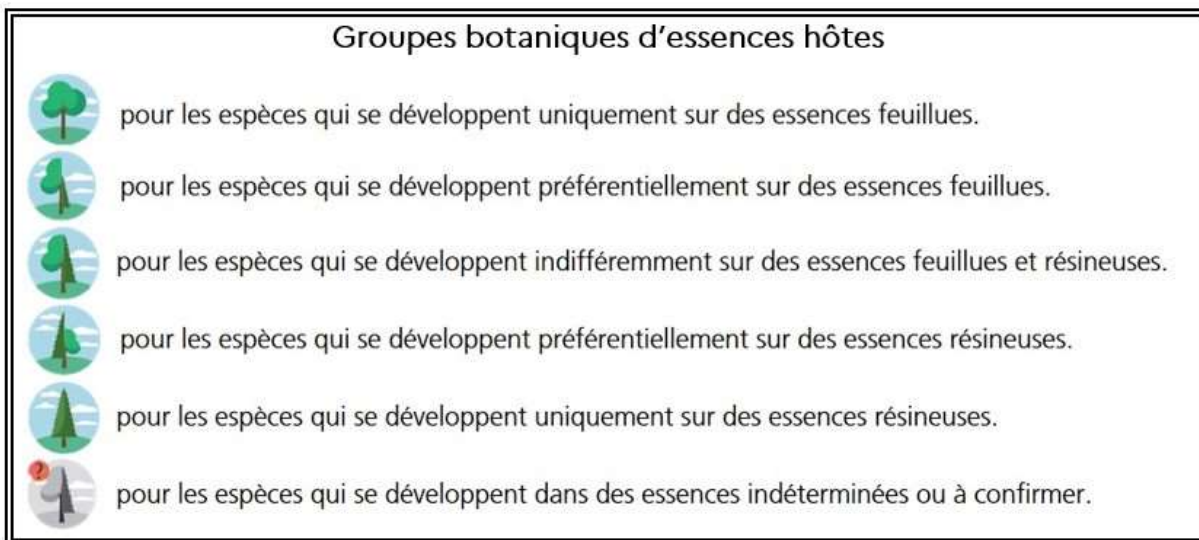 Groupes botaniques d'essences hôtes
pour les espèces qui se développent uniquement sur des essences feuillues.
pour les espèces qui se développent préférentiellement sur des essences feuillues.
pour les espèces qui se développent indifféremment sur des essences feuillues et résineuses.
pour les espèces qui se développent préférentiellement sur des essences résineuses.
pour les espèces qui se développent uniquement sur des essences résineuses.
?
pour les espèces qui se développent dans des essences indéterminées ou à confirmer.